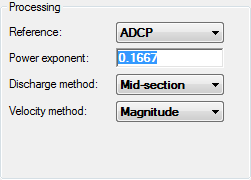 Processing
Reference: ADCP
Power exponent: 0.1667
Discharge method: Mid-section
Velocity method: Magnitude